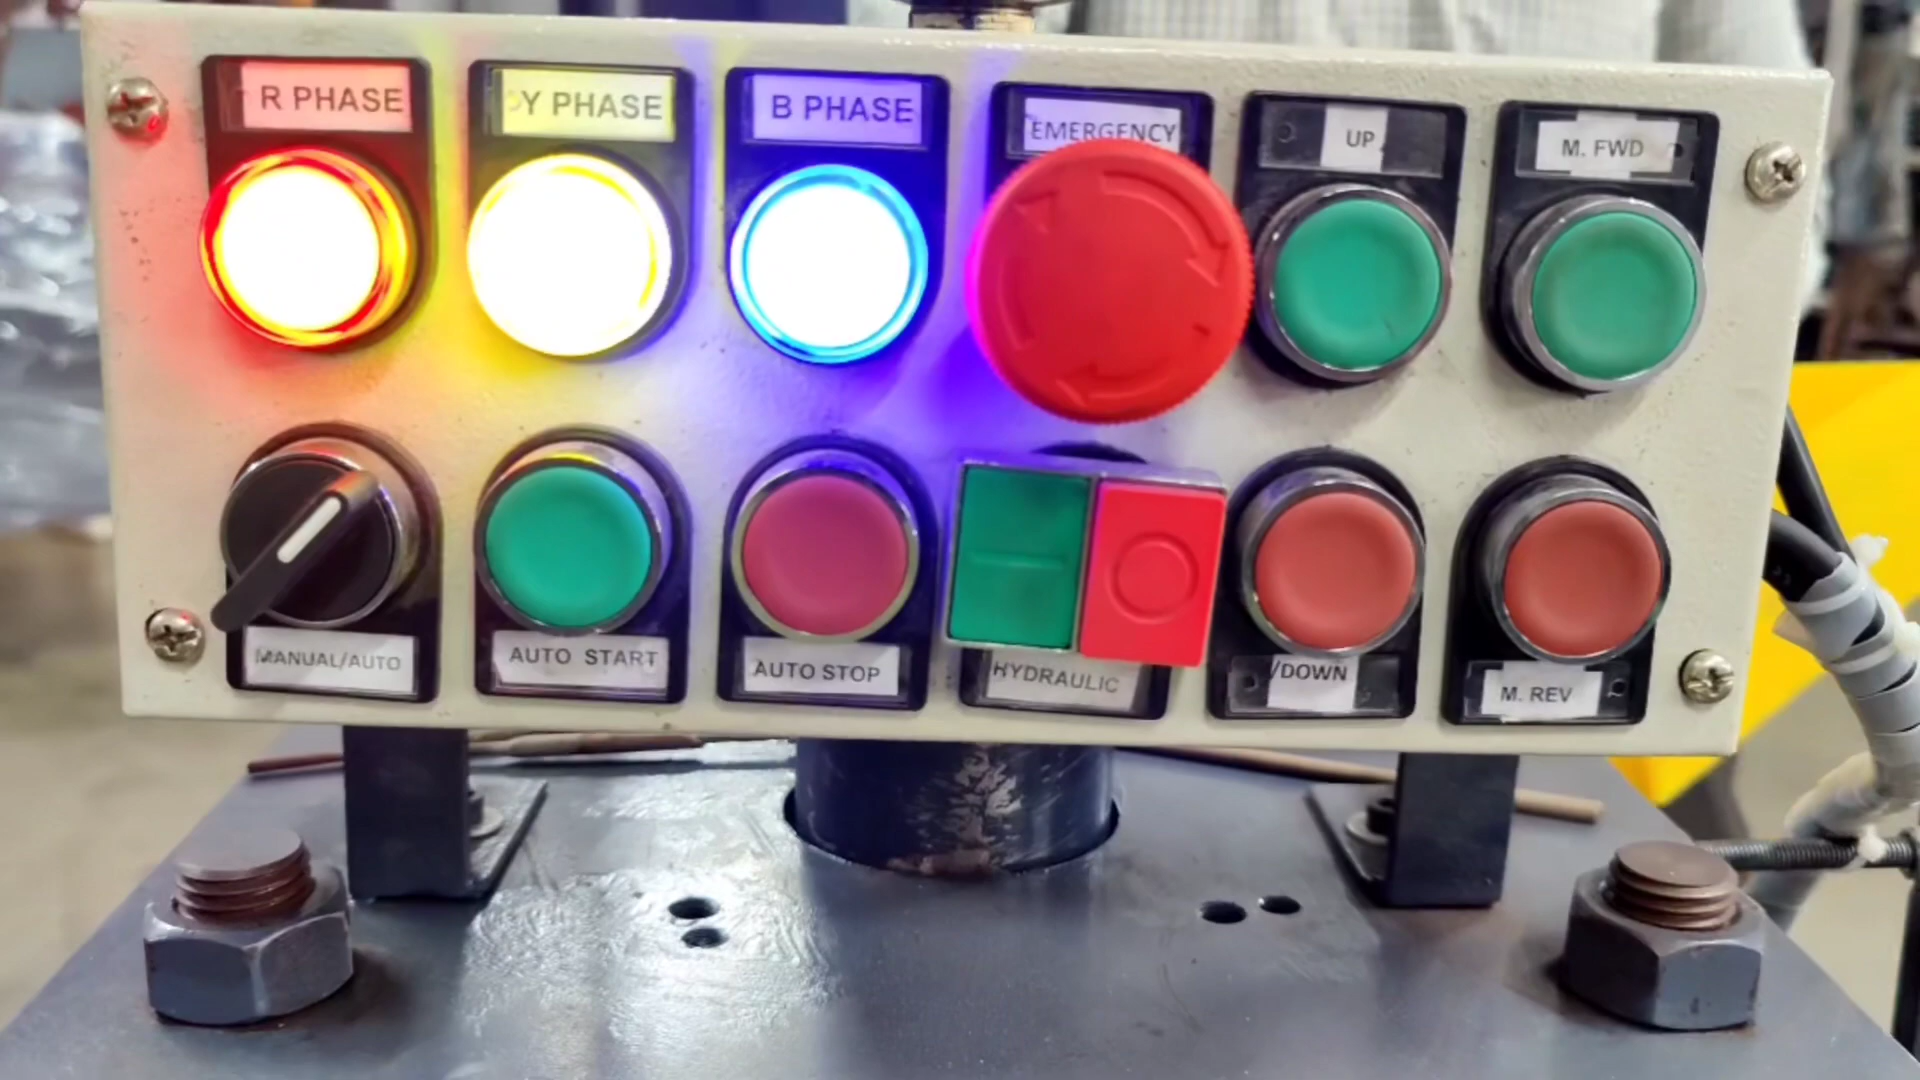 R PHASE
Y PHASE
B PHASE
EMERGENCY
UP
M. FWD
MANUAL/AUTO
AUTO START
AUTO STOP
HYDRAULIC
/DOWN
M. REV